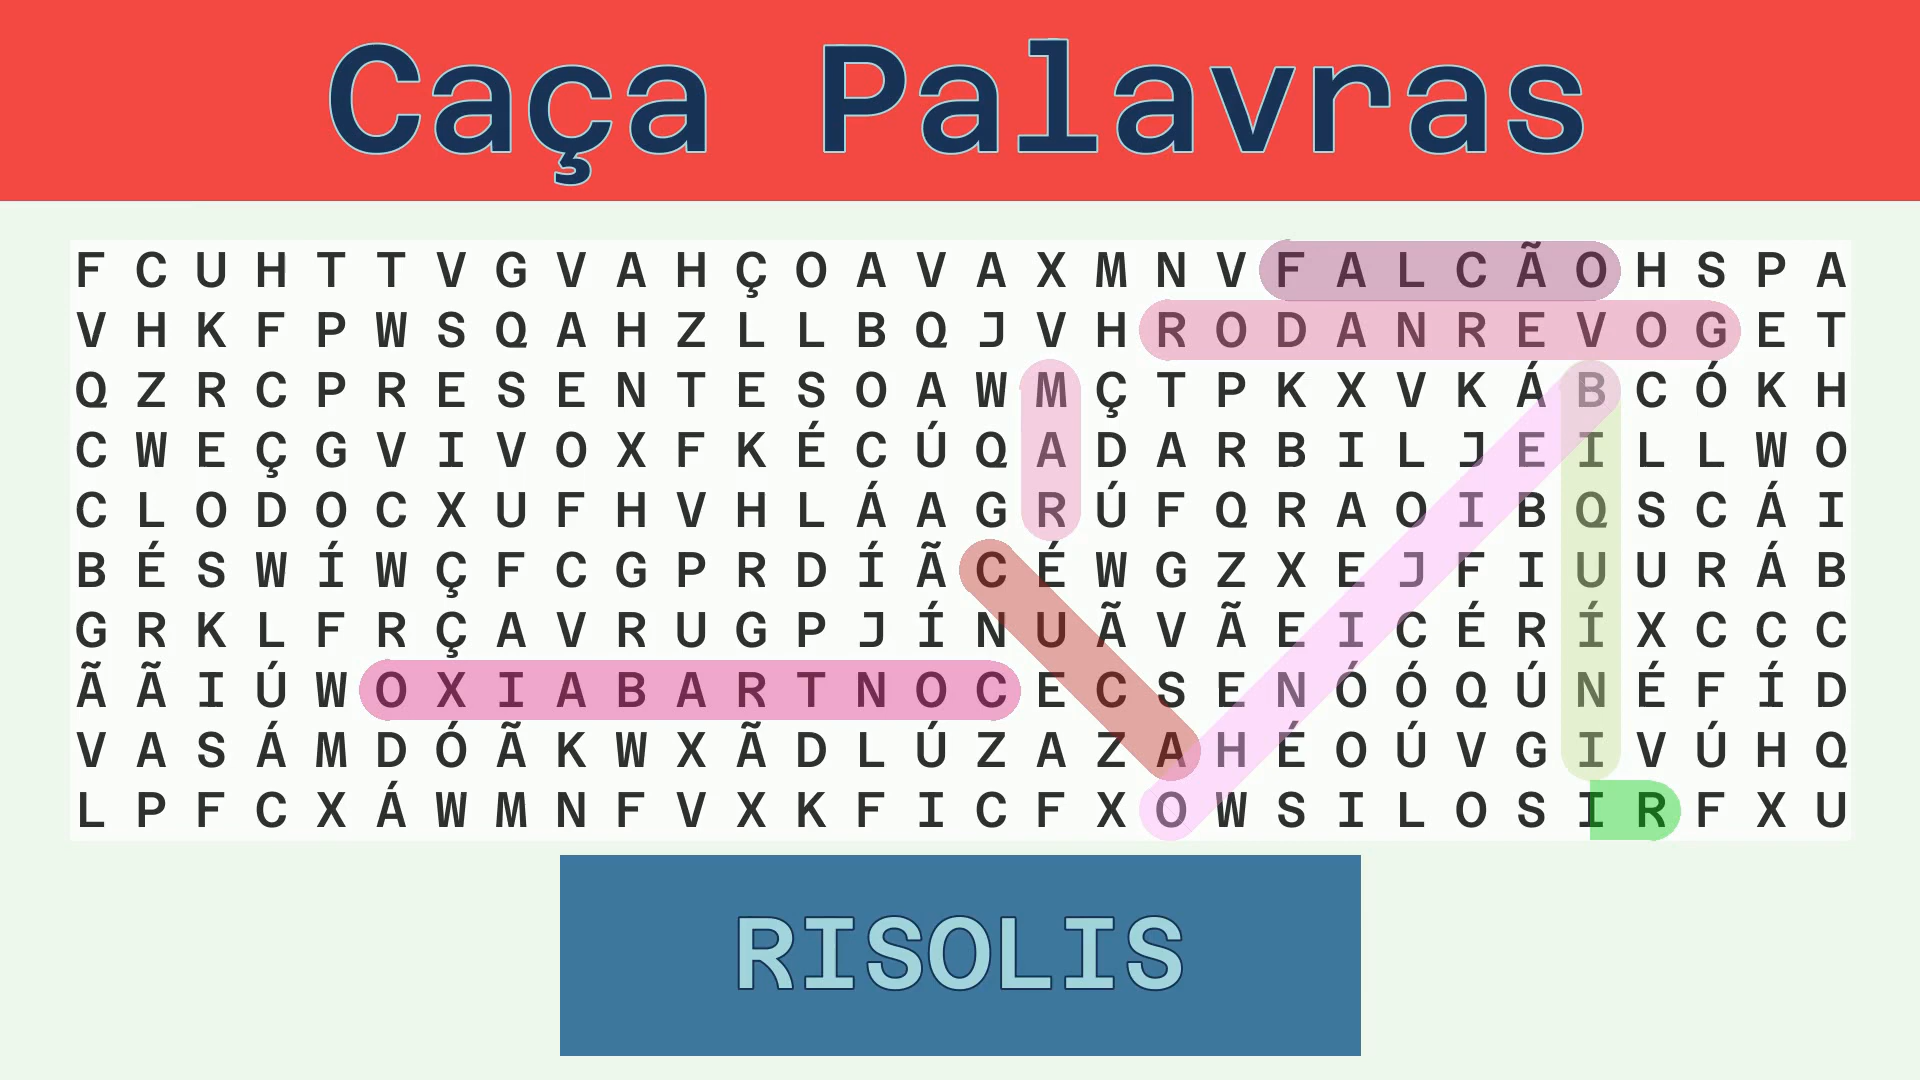 Caça Palavras
F C U H T T V G V A H Ç O A V A X M N V F A L C Ã O H S P A
V H K F P W S Q A H Z L L B Q J V H R O D A N R E V O G E T
Q Z R C P R E S E N T E S O A W M Ç T P K X V K Á B C Ó K H
C W E Ç G V I V O X F K É C Ú Q A D A R B I L J E I L L W O
C L O D O C X U F H V H L Á A G R Ú F Q R A O I B Q S C Á I
B É S W Í W Ç F C G P R D Í Ã C É W G Z X E J F I U U R Á B
G R K L F R Ç A V R U G P J Í N U Ã V Ã E I C É R Í X C C C
Ã Ã I Ú W O X I A B A R T N O C E C S E N Ó Ó Q Ú N É F Í D
V A S Á M D Ó Ã K W X Ã D L Ú Z A Z A H É O Ú V G I V Ú H Q
L P F C X Á W M N F V X K F I C F X O W S I L O S I R F X U
RISOLIS